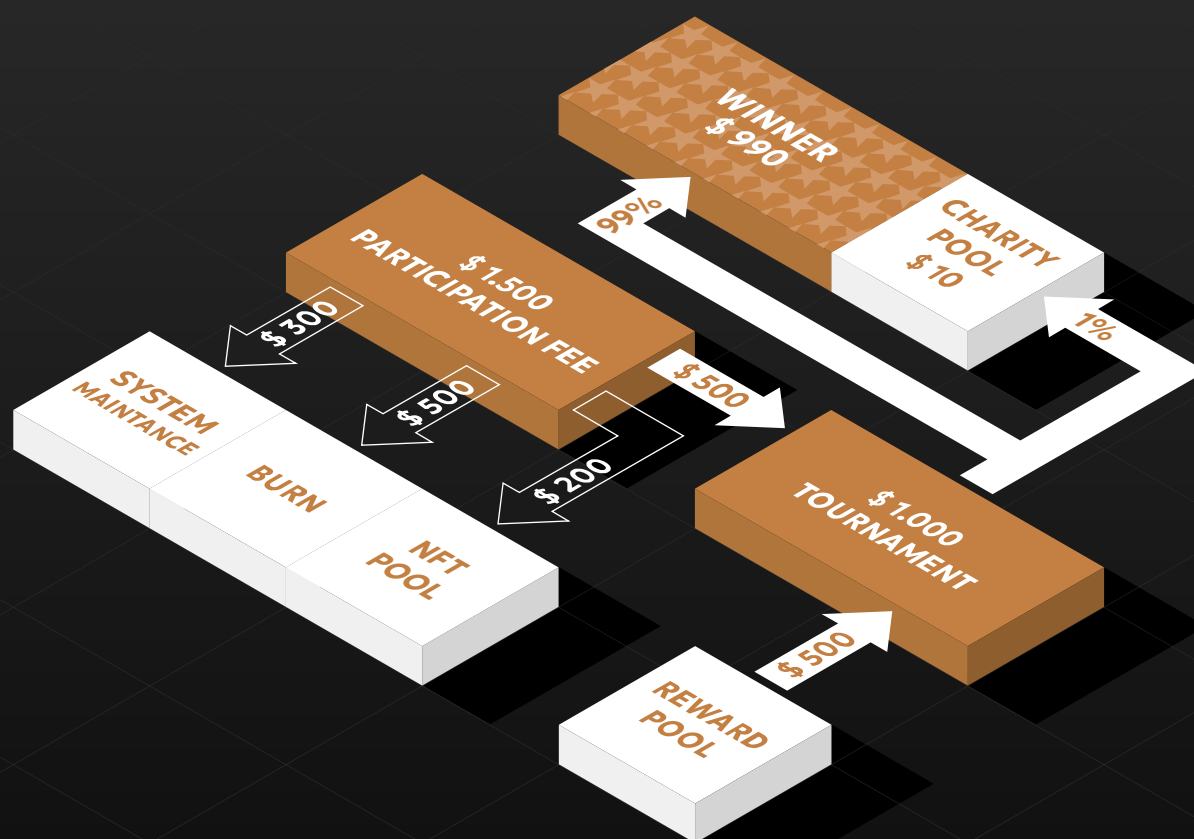 WINNER
$ 990
99%
CHARITY
POOL
$ 10
1%
$ 1.500
PARTICIPATION FEE
$ 300
$ 500
$ 200
$ 500
SYSTEM
MAINTANCE
BURN
NFT
POOL
$ 1.000
TOURNAMENT
$ 500
REWARD
POOL